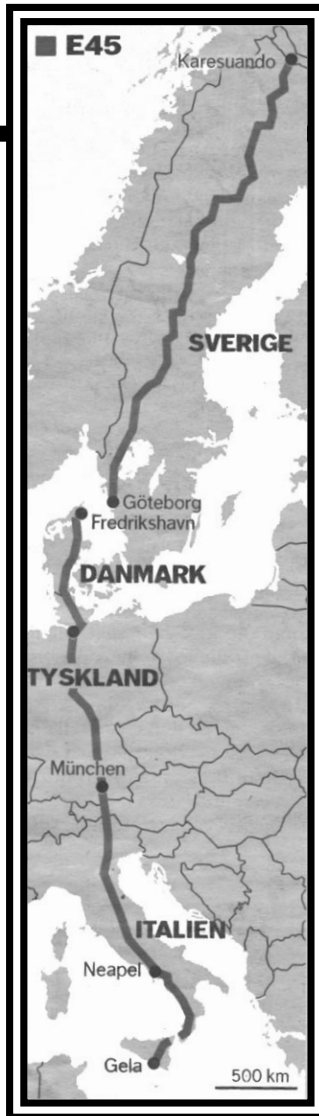 E45
Karesuando
SVERIGE
Göteborg
Fredrikshavn
DANMARK
TYSKLAND
München
ITALIEN
Neapel
Gela
500 km